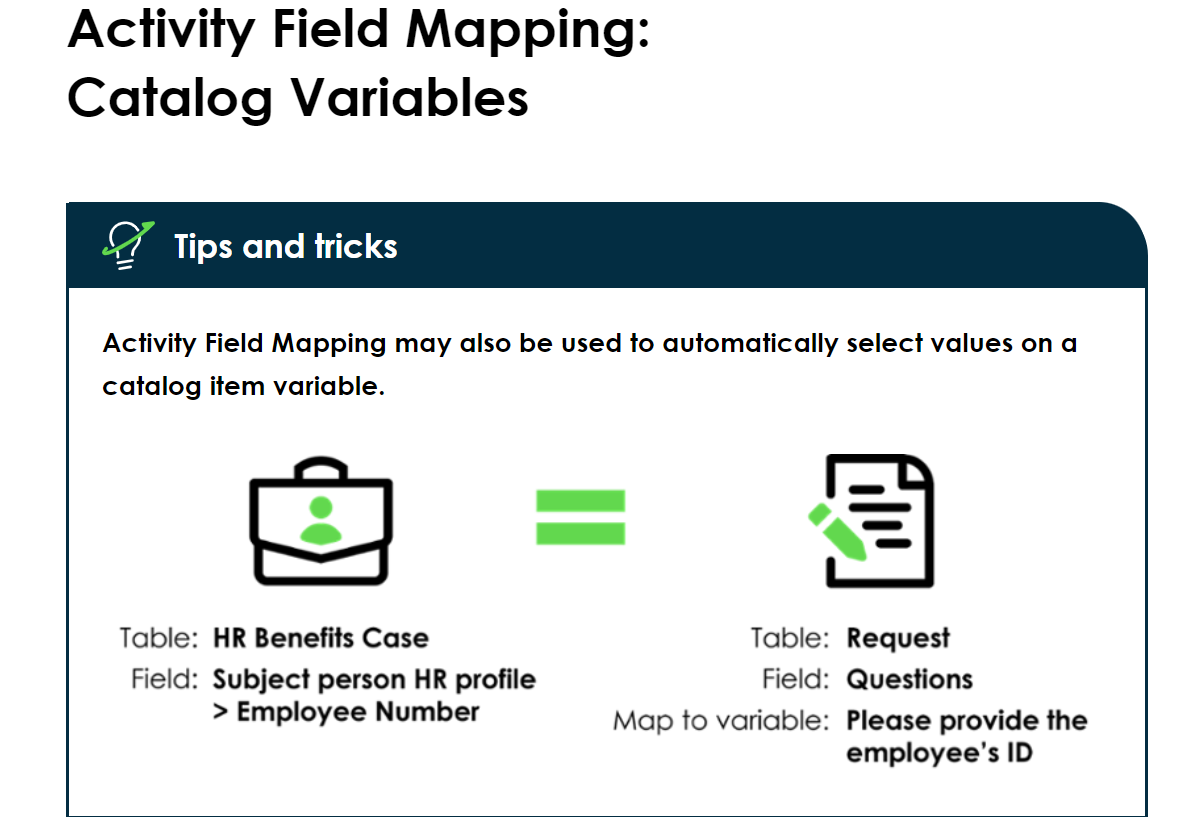 Activity Field Mapping:
Catalog Variables
Tips and tricks
Activity Field Mapping may also be used to automatically select values on a
catalog item variable.
Table: HR Benefits Case
Field: Subject person HR profile
> Employee Number
Table: Request
Field: Questions
Map to variable: Please provide the
employee’s ID